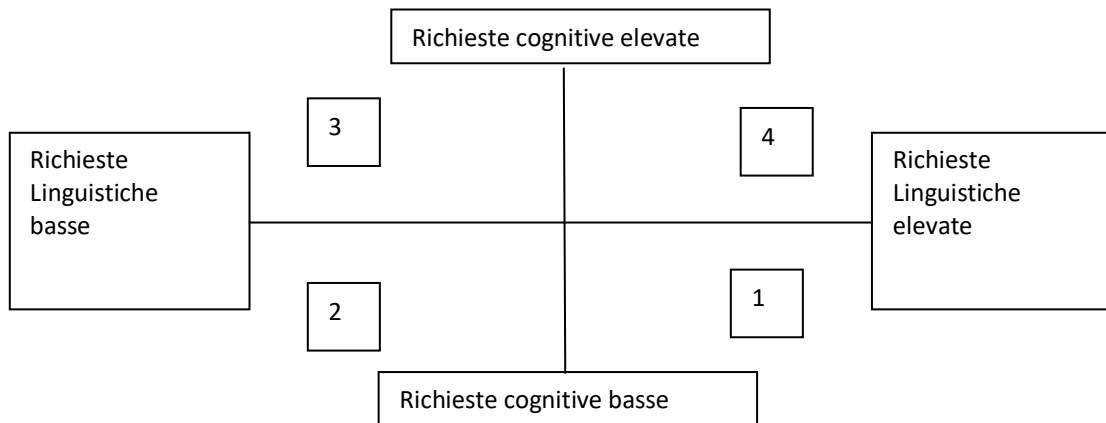 Richieste cognitive elevate
3
4
Richieste
Linguistiche
basse
Richieste
Linguistiche
elevate
2
1
Richieste cognitive basse